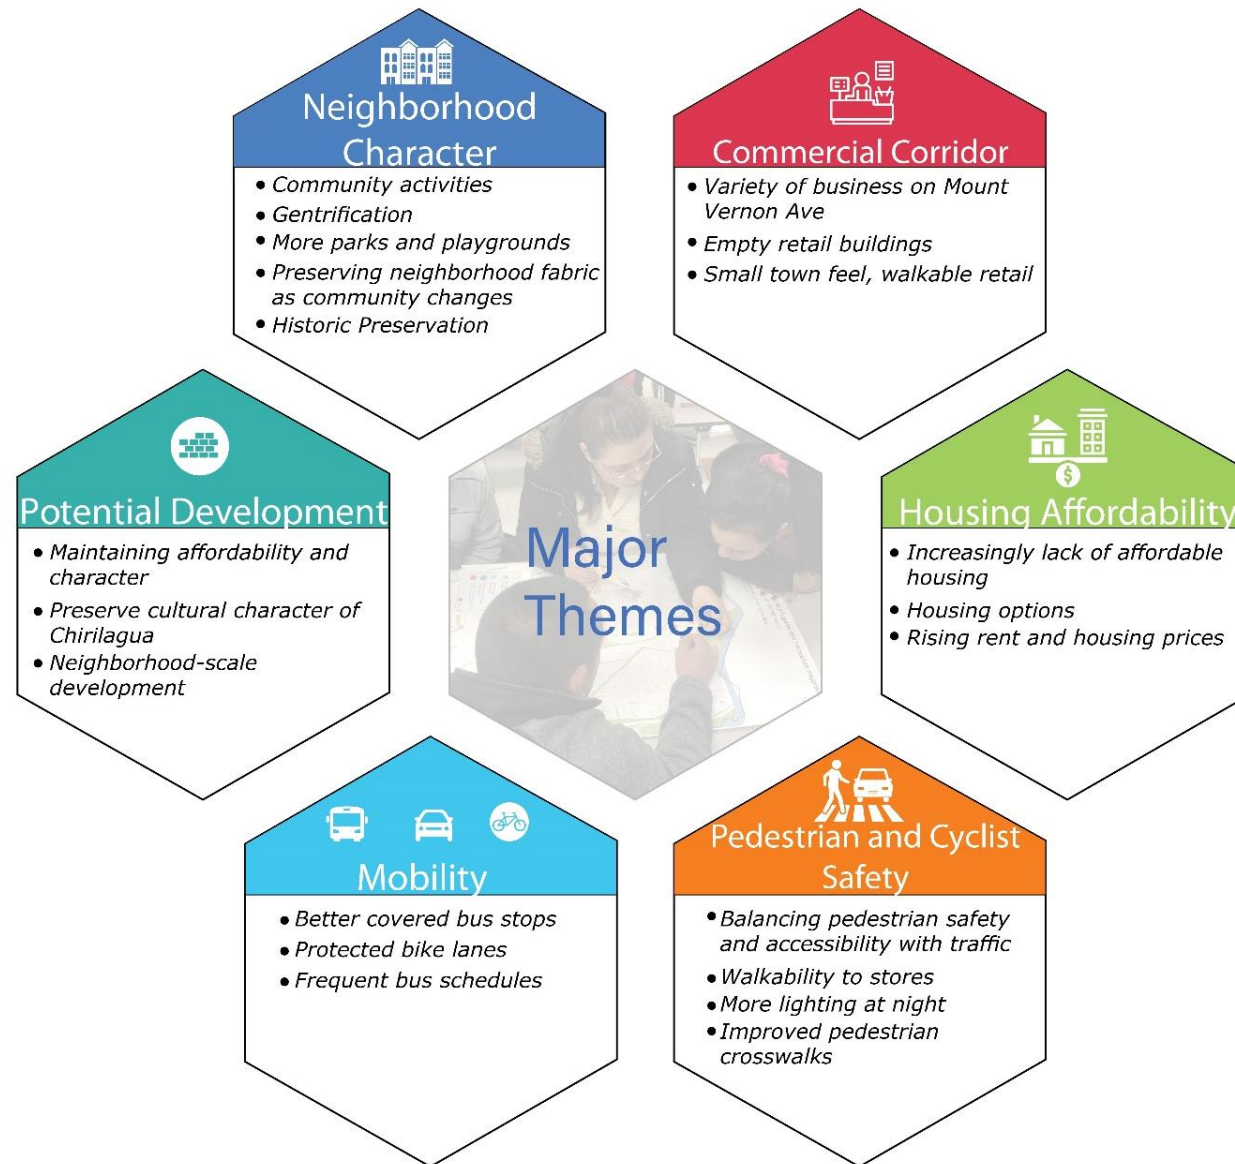 Neighborhood
Character
• Community activities
• Gentrification
• More parks and playgrounds
• Preserving neighborhood fabric
as community changes
• Historic Preservation
Commercial Corridor
• Variety of business on Mount
Vernon Ave
• Empty retail buildings
• Small town feel, walkable retail
Potential Development
• Maintaining affordability and
character
• Preserve cultural character of
Chirilagua
• Neighborhood-scale
development
Major
Themes
Housing Affordability
$
• Increasingly lack of affordable
housing
• Housing options
• Rising rent and housing prices
Mobility
• Better covered bus stops
• Protected bike lanes
• Frequent bus schedules
Pedestrian and Cyclist
Safety
• Balancing pedestrian safety
and accessibility with traffic
• Walkability to stores
• More lighting at night
• Improved pedestrian
crosswalks